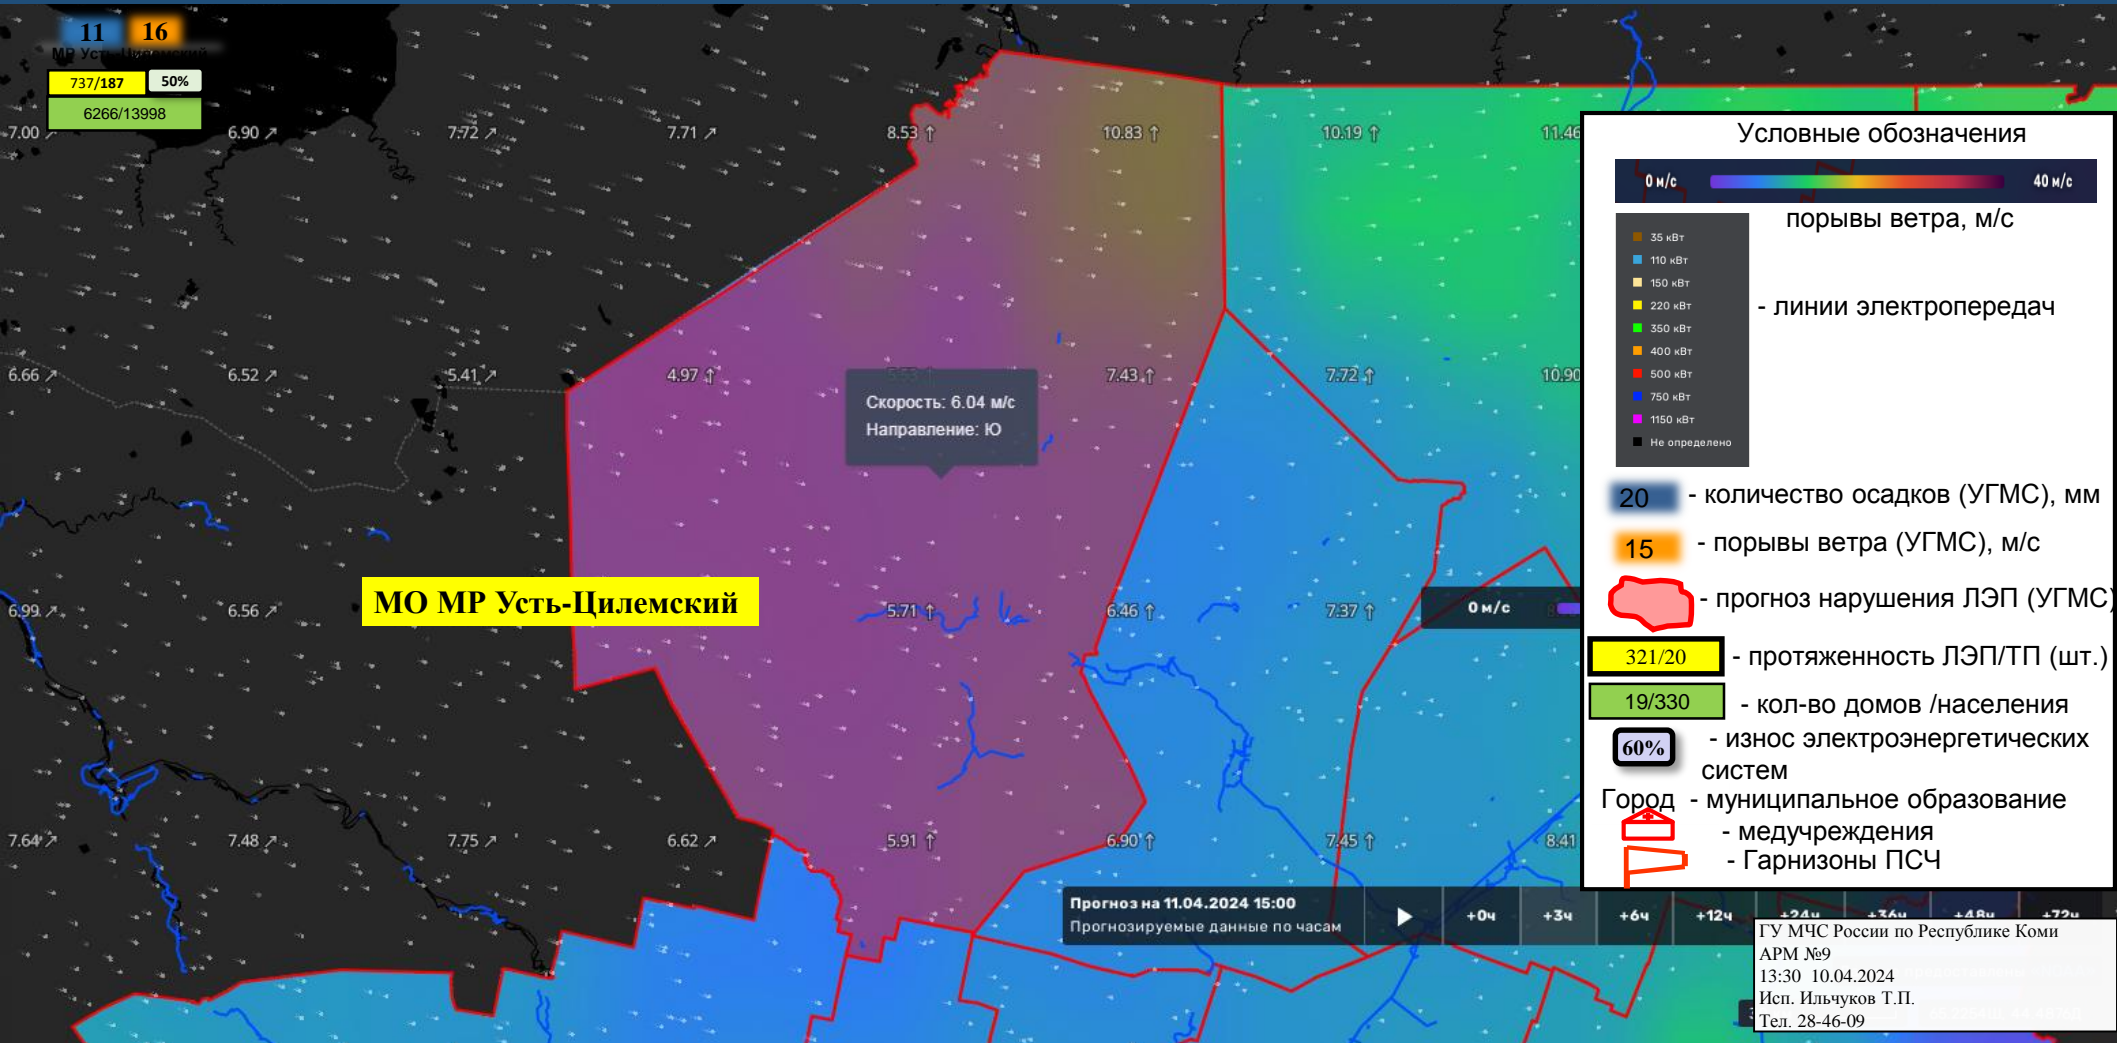 11 16
МР Усть-Цилемский
737/187 50%
6266/13998
7.00 6.90 7.72 7.71 8.53 10.83 10.19 11.46
6.66 6.52 5.41 4.97 7.43 7.72 10.90
Скорость: 6.04 м/с
Направление: Ю
МО МР Усть-Цилемский
6.99 6.56 5.71 6.46 7.37
0 м/с
7.64 7.48 7.75 6.62 5.91 6.90 7.45 8.41
Прогноз на 11.04.2024 15:00
Прогнозируемые данные по часам
+0ч +3ч +6ч +12ч +24ч +36ч +48ч +72ч
Условные обозначения
0 м/с 40 м/с
порывы ветра, м/с
35 кВт
110 кВт
150 кВт
220 кВт
350 кВт
400 кВт
500 кВт
750 кВт
1150 кВт
Не определено
- линии электропередач
20 - количество осадков (УГМС), мм
15 - порывы ветра (УГМС), м/с
- прогноз нарушения ЛЭП (УГМС)
321/20 - протяженность ЛЭП/ТП (шт.)
19/330 - кол-во домов /населения
60% - износ электроэнергетических
систем
Город - муниципальное образование
- медучреждения
- Гарнизоны ПСЧ
ГУ МЧС России по Республике Коми
АРМ №9
13:30 10.04.2024
Исп. Ильчуков Т.П.
Тел. 28-46-09